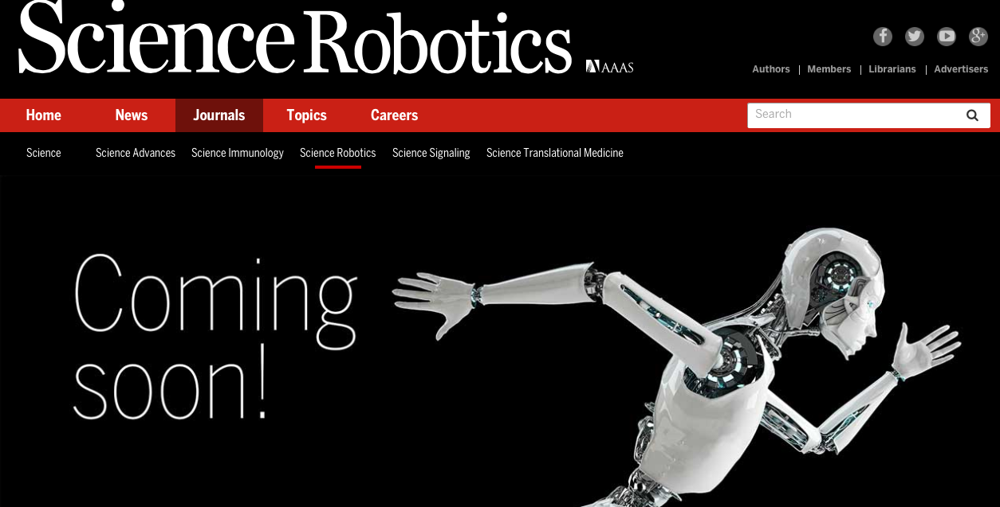 Science Robotics
AAAS
Authors | Members | Librarians | Advertisers
Home News Journals Topics Careers
Search
Science Science Advances Science Immunology Science Robotics Science Signaling Science Translational Medicine
Coming
soon!